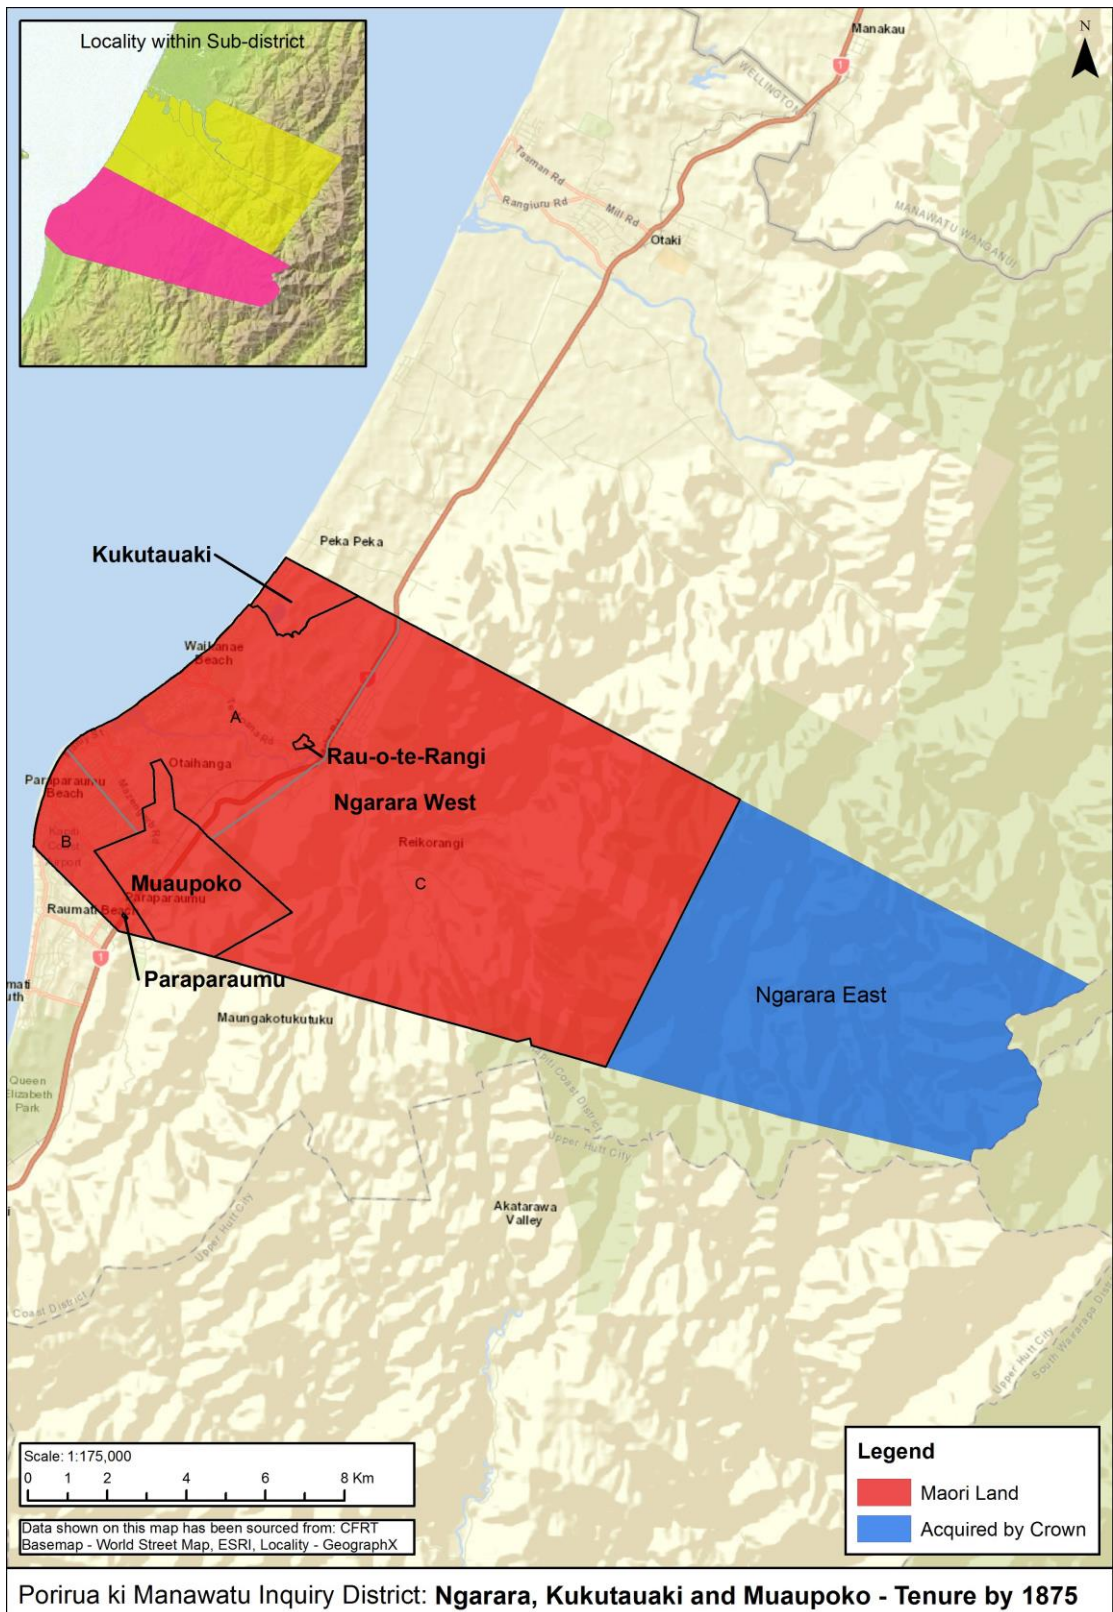 Locality within Sub-district
N
Manakau
1
WELLINGTON
Tasman Rd
Rangiuru Rd
Mill Rd
Otaki
MANAWATU WANGANUI
Peka Peka
Kukutauaki
Waikanae
Beach
A
Rau-o-te-Rangi
Otaihanga
Ngarara West
Paraparaumu
Beach
B
Kapiti
Coast
Airport
Reikorangi
C
Muaupoko
Paraparaumu
Raumati Beach
1
Paraparaumu
Ngarara East
Maungakotukutuku
Queen
Elizabeth
Park
Kapiti Coast District
Upper Hutt City
Akatarawa
Valley
Upper Hutt City
Coast District
Upper Hutt City
Scale: 1:175,000
0 1 2 4 6 8 Km
Data shown on this map has been sourced from: CFRT
Basemap - World Street Map, ESRI, Locality - GeographX
Legend
Maori Land
Acquired by Crown
Porirua ki Manawatu Inquiry District: Ngarara, Kukutauaki and Muaupoko - Tenure by 1875